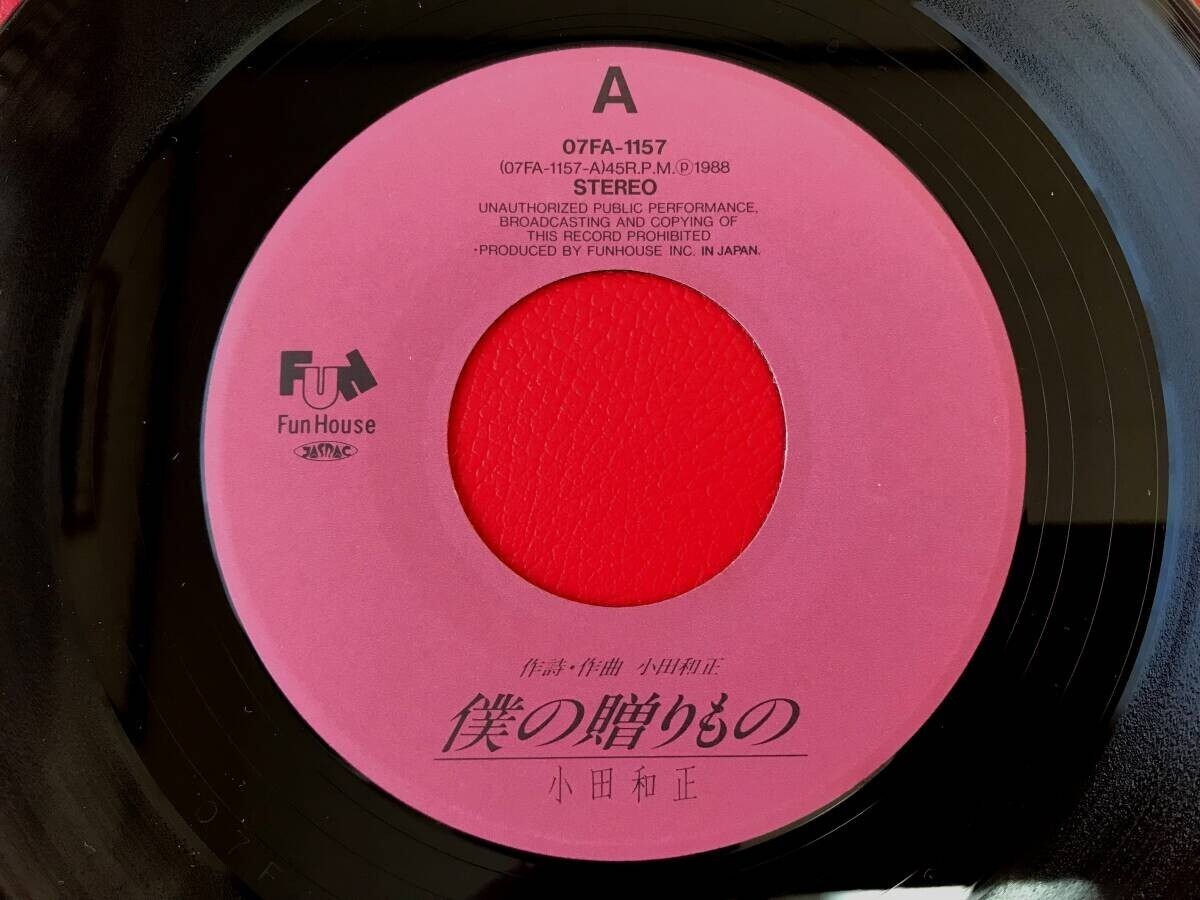 A
07FA-1157
(07FA-1157-A)45R.P.M.Ⓟ1988
STEREO
UNAUTHORIZED PUBLIC PERFORMANCE,
BROADCASTING AND COPYING OF
THIS RECORD PROHIBITED
・PRODUCED BY FUNHOUSE INC. IN JAPAN.
FUN
Fun House
JASRAC
作詩・作曲 小田和正
僕の贈りもの
小田和正
07F